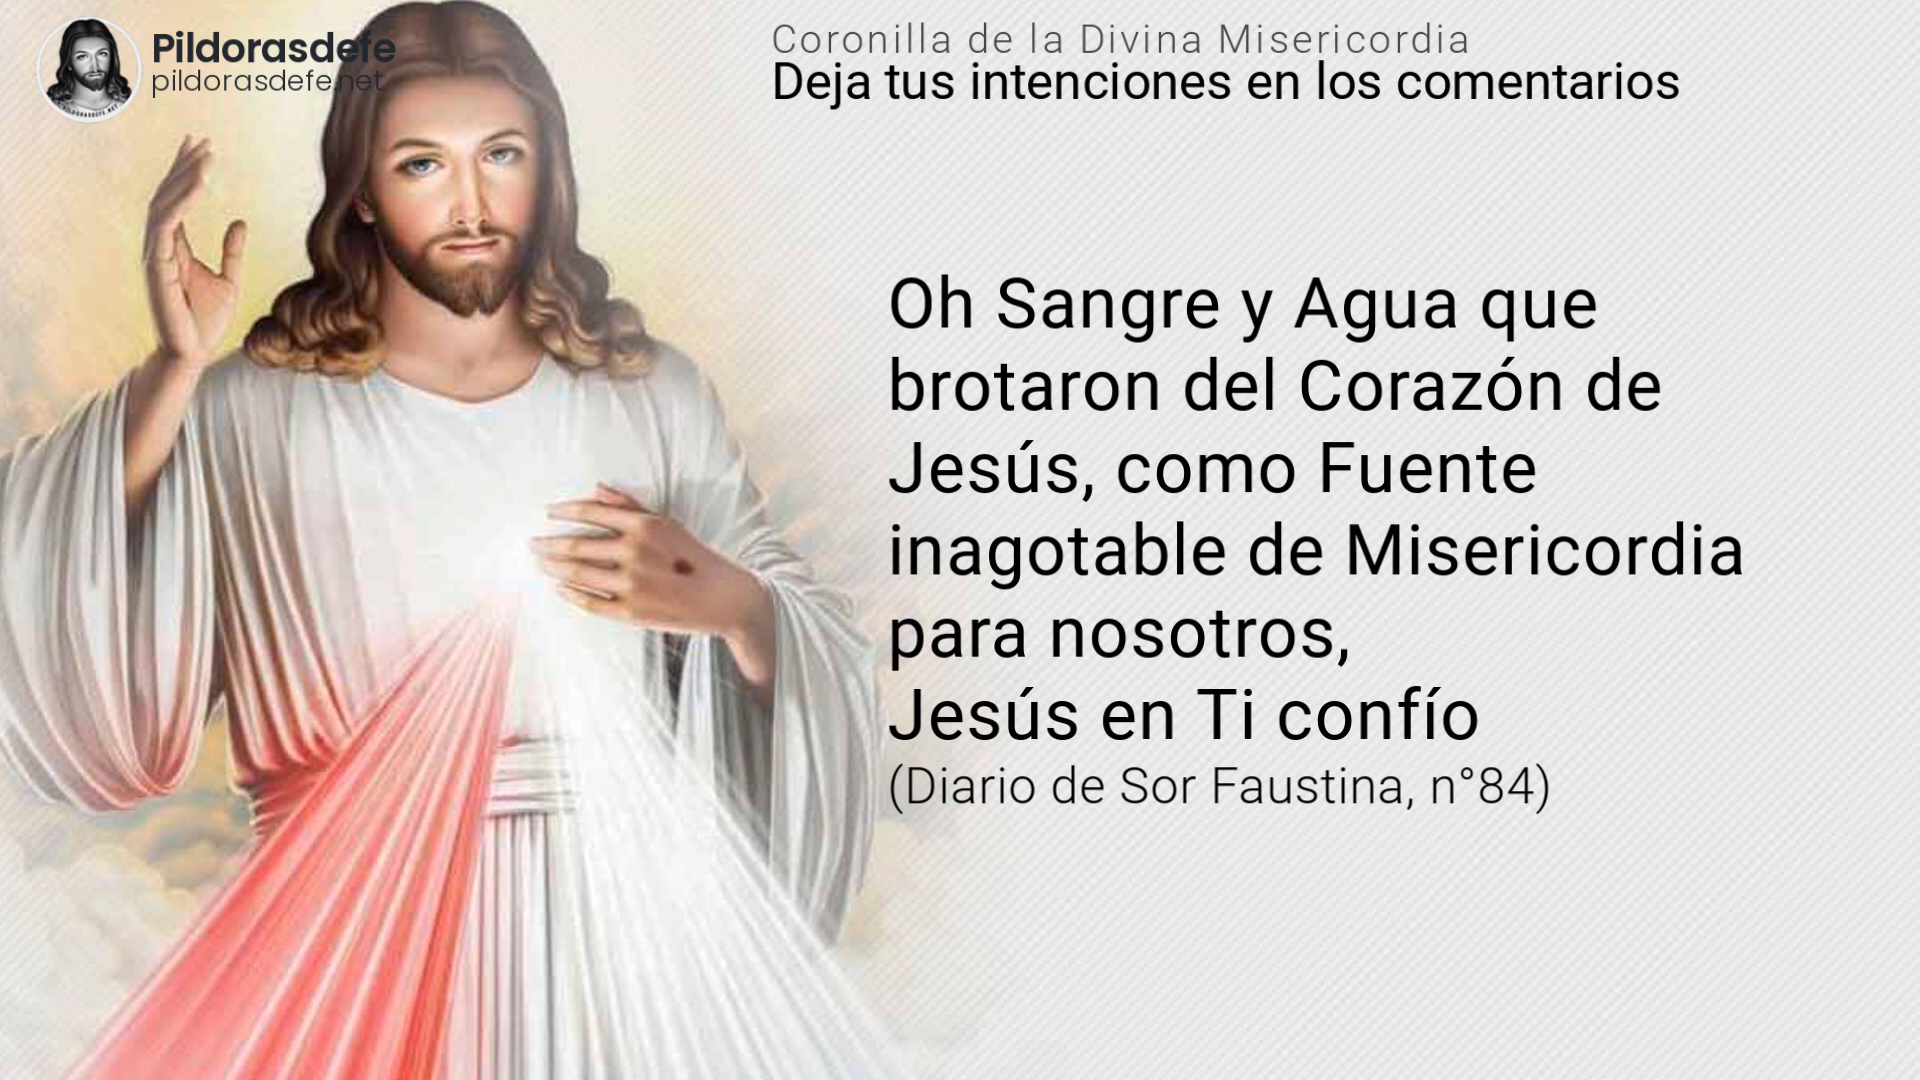 Pildorasdefe
pildorasdefe.net
Coronilla de la Divina Misericordia
Deja tus intenciones en los comentarios
Oh Sangre y Agua que
brotaron del Corazón de
Jesús, como Fuente
inagotable de Misericordia
para nosotros,
Jesús en Ti confío
(Diario de Sor Faustina, n°84)